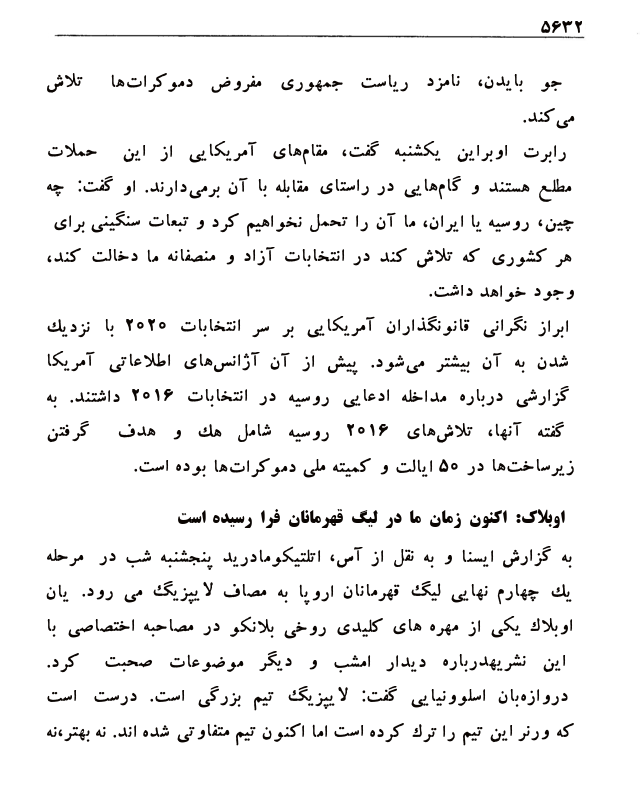 ۵۶۳۲
جو بایدن، نامزد ریاست جمهوری مفروض دموکرات‌ها تلاش
می‌کند.
رابرت اوبراین یکشنبه گفت، مقام‌های آمریکایی از این حملات
مطلع هستند و گام‌هایی در راستای مقابله با آن برمی‌دارند. او گفت: چه
چین، روسیه یا ایران، ما آن را تحمل نخواهیم کرد و تبعات سنگینی برای
هر کشوری که تلاش کند در انتخابات آزاد و منصفانه ما دخالت کند،
وجود خواهد داشت.
ابراز نگرانی قانونگذاران آمریکایی بر سر انتخابات ۲۰۲۰ با نزدیك
شدن به آن بیشتر می‌شود. پیش از آن آژانس‌های اطلاعاتی آمریکا
گزارشی درباره مداخله ادعایی روسیه در انتخابات ۲۰۱۶ داشتند. به
گفته آنها، تلاش‌های ۲۰۱۶ روسیه شامل هك و هدف گرفتن
زیرساخت‌ها در ۵۰ ایالت و کمیته ملی دموکرات‌ها بوده است.
اوبلاک: اکنون زمان ما در لیگ قهرمانان فرا رسیده است
به گزارش ایسنا و به نقل از آس، اتلتیکومادرید پنجشنبه شب در مرحله
یك چهارم نهایی لیگ قهرمانان اروپا به مصاف لایپزیگ می رود. یان
اوبلاك یکی از مهره های کلیدی روخی بلانکو در مصاحبه اختصاصی با
این نشریهدرباره دیدار امشب و دیگر موضوعات صحبت کرد.
دروازه‌بان اسلوونیایی گفت: لایپزیگ تیم بزرگی است. درست است
که ورنر این تیم را ترك کرده است اما اکنون تیم متفاوتی شده اند. نه بهتر،نه